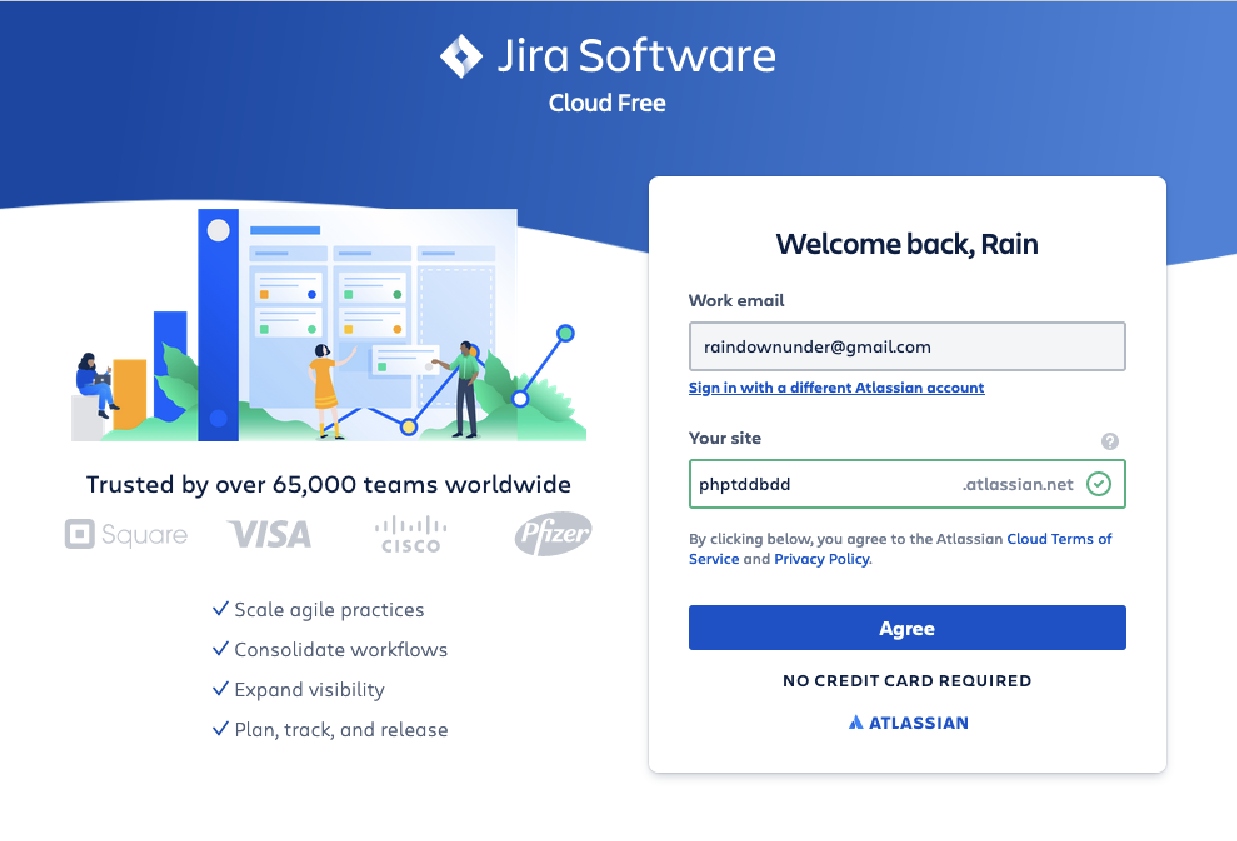 Jira Software
Cloud Free
Welcome back, Rain
Work email
raindownunder@gmail.com
Sign in with a different Atlassian account
Your site
?
phptddbdd
.atlassian.net
By clicking below, you agree to the Atlassian Cloud Terms of
Service and Privacy Policy.
Agree
NO CREDIT CARD REQUIRED
ATLASSIAN
Trusted by over 65,000 teams worldwide
Square
VISA
CISCO
Pfizer
Scale agile practices
Consolidate workflows
Expand visibility
Plan, track, and release